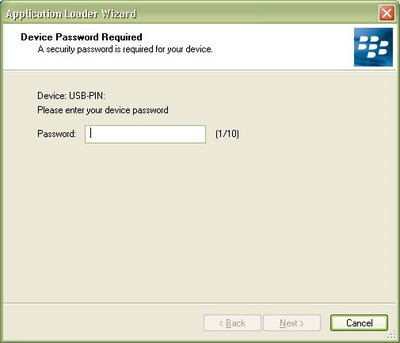 Application Loader Wizard
Device Password Required
A security password is required for your device.
Device: USB-PIN:
Please enter your device password
Password: (1/10)
< Back Next > Cancel